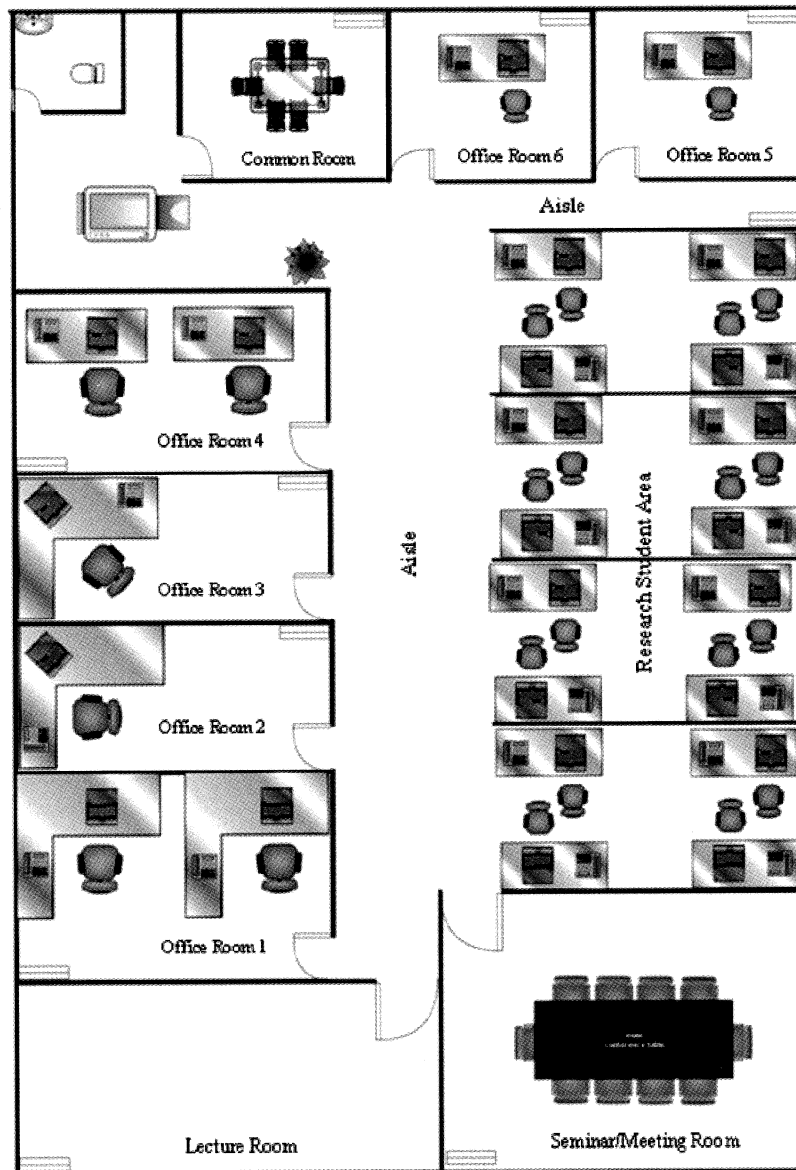 Common Room
Office Room 6
Office Room 5
Aisle
Office Room 4
Office Room 3
Aisle
Research Student Area
Office Room 2
Office Room 1
Lecture Room
Seminar/Meeting Room